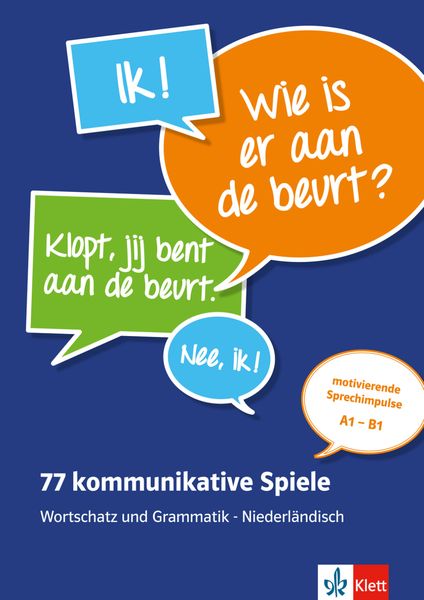 Ik!
Wie is
er aan
de beurt?
Klopt, jij bent
aan de beurt.
Nee, ik!
motivierende
Sprechimpulse
A1 – B1
77 kommunikative Spiele
Wortschatz und Grammatik - Niederländisch
Klett